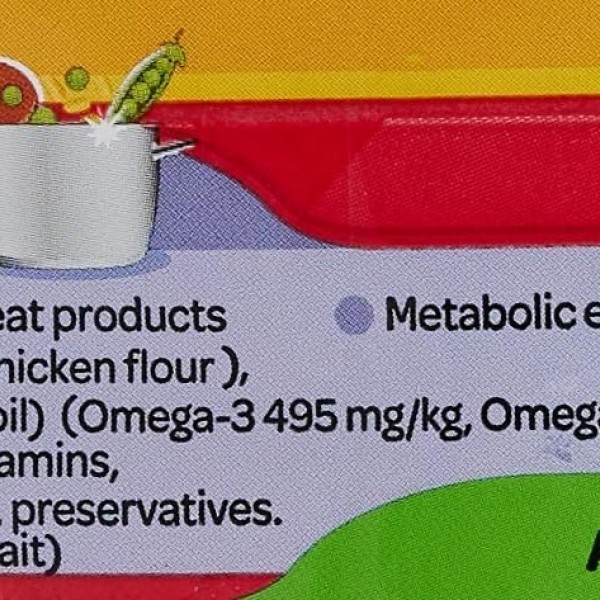 eat products
Metabolic e
hicken flour ),
oil) (Omega-3 495 mg/kg, Omeg
amins,
. preservatives.
ait)
A